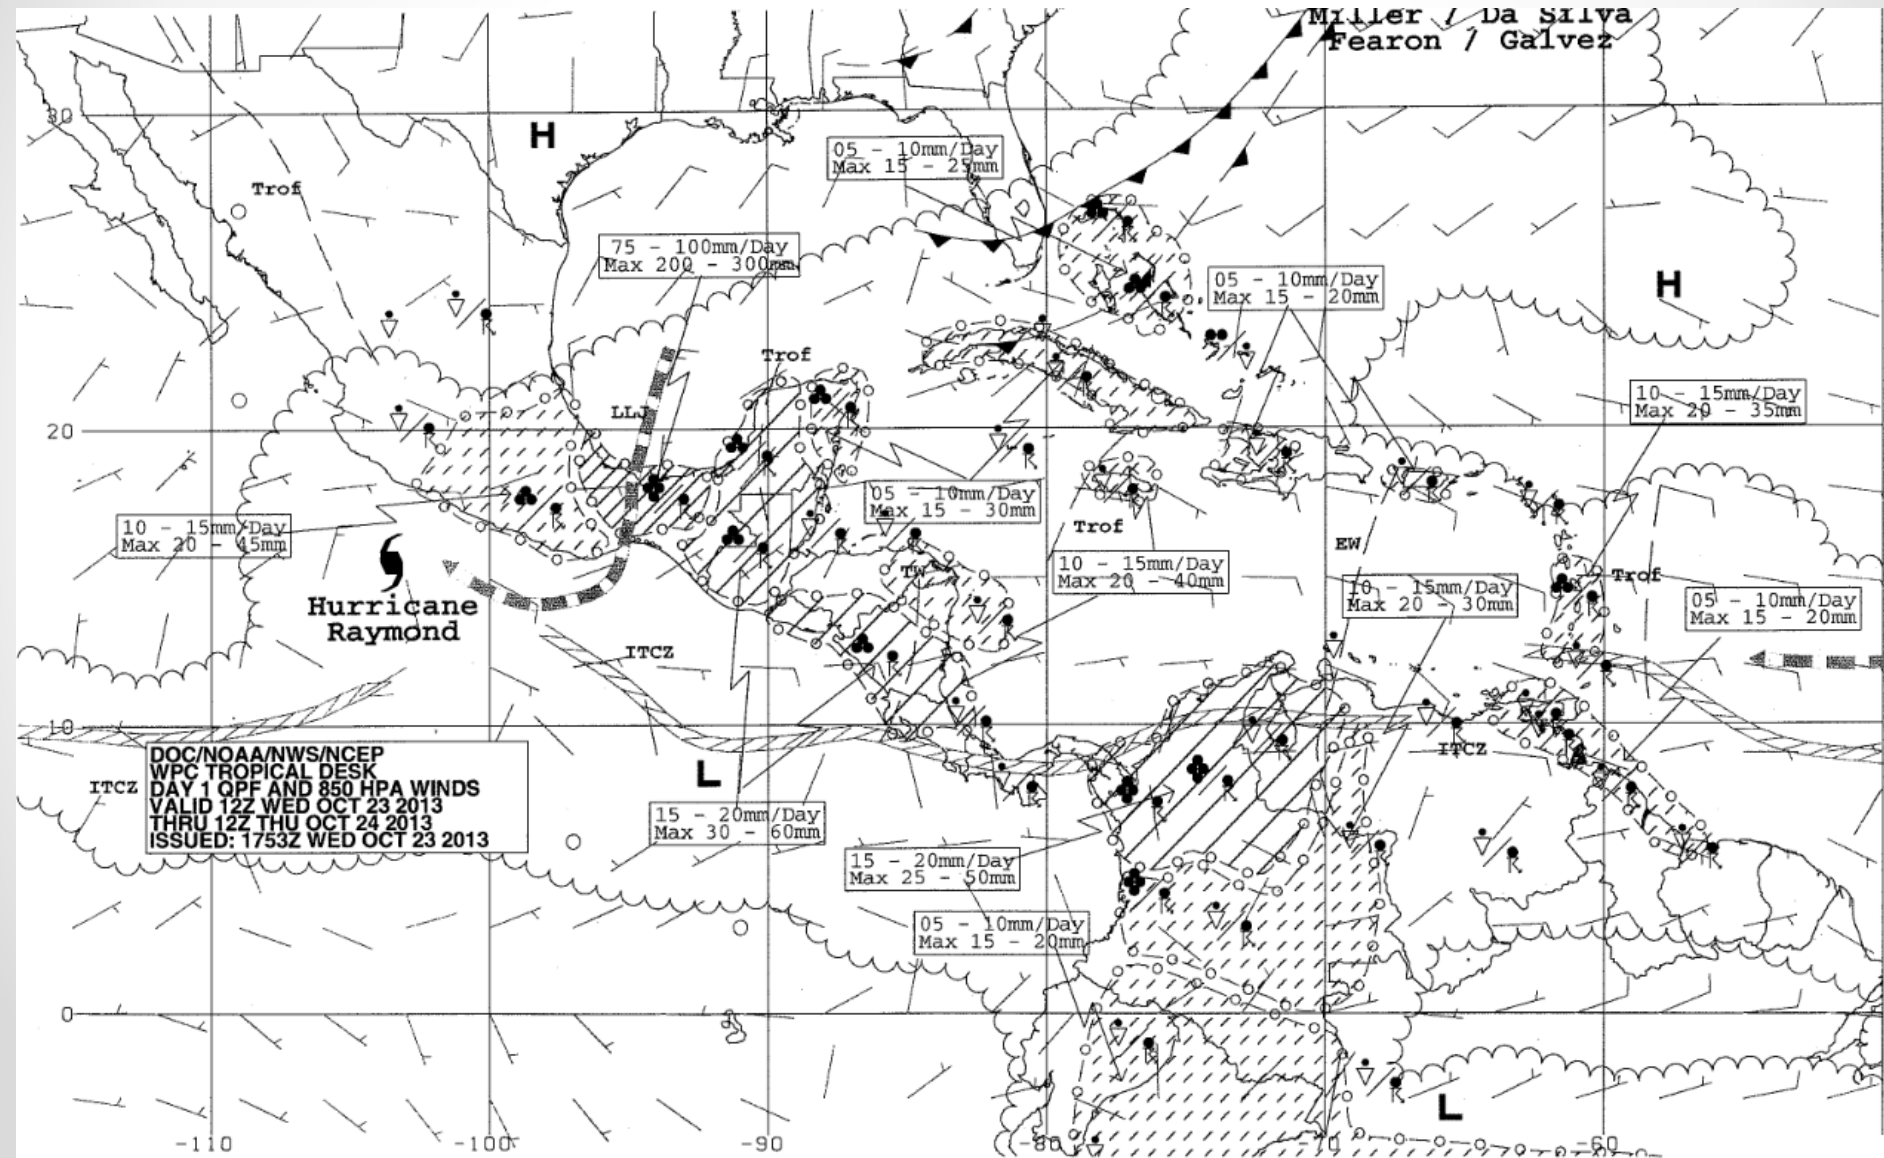 Miller / Da Silva
Fearon / Galvez
30
H
05 - 10mm/Day
Max 15 - 25mm
Trof
75 - 100mm/Day
Max 200 - 300mm
05 - 10mm/Day
Max 15 - 20mm
H
Trof
LLJ
10 - 15mm/Day
Max 20 - 35mm
20
05 - 10mm/Day
Max 15 - 30mm
10 - 15mm/Day
Max 20 - 45mm
Trof
EW
TW
10 - 15mm/Day
Max 20 - 40mm
10 - 15mm/Day
Max 20 - 30mm
Trof
05 - 10mm/Day
Max 15 - 20mm
Hurricane
Raymond
ITCZ
10
ITCZ
DOC/NOAA/NWS/NCEP
WPC TROPICAL DESK
DAY 1 QPF AND 850 HPA WINDS
VALID 12Z WED OCT 23 2013
THRU 12Z THU OCT 24 2013
ISSUED: 1753Z WED OCT 23 2013
ITCZ
L
15 - 20mm/Day
Max 30 - 60mm
15 - 20mm/Day
Max 25 - 50mm
05 - 10mm/Day
Max 15 - 20mm
0
L
-110
-100
-90
-80
-70
-60